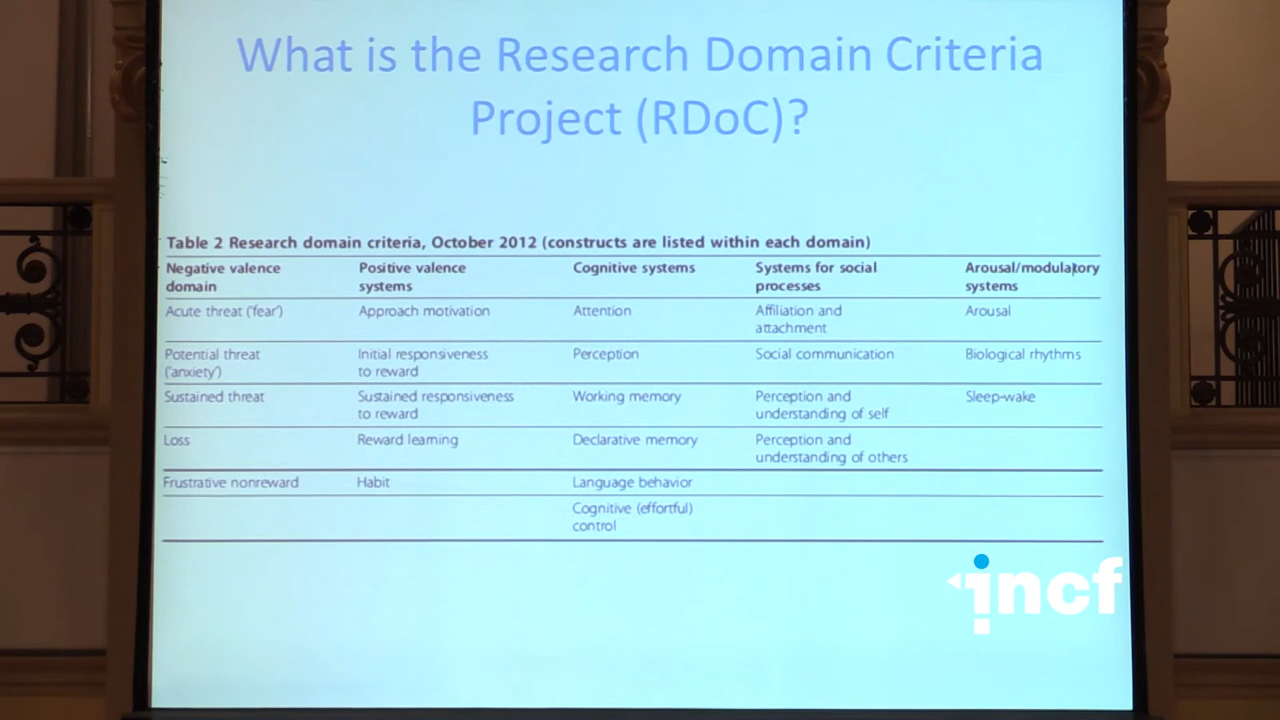 What is the Research Domain Criteria
Project (RDoC)?
Table 2 Research domain criteria, October 2012 (constructs are listed within each domain)
Negative valence domain	Positive valence systems	Cognitive systems	Systems for social processes	Arousal/modulatory systems
Acute threat ('fear')	Approach motivation	Attention	Affiliation and attachment	Arousal
Potential threat ('anxiety')	Initial responsiveness to reward	Perception	Social communication	Biological rhythms
Sustained threat	Sustained responsiveness to reward	Working memory	Perception and understanding of self	Sleep-wake
Loss	Reward learning	Declarative memory	Perception and understanding of others
Frustrative nonreward	Habit	Language behavior
Cognitive (effortful) control
incf